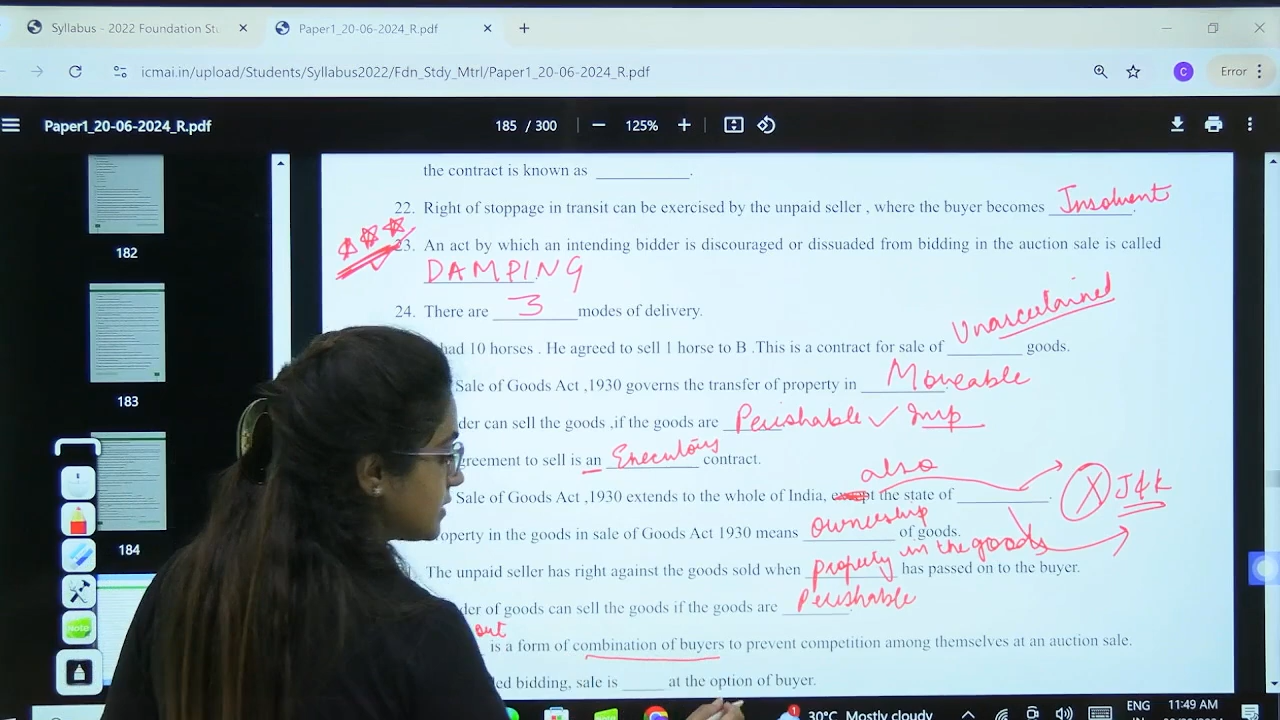 Syllabus - 2022 Foundation Stu
Paper1_20-06-2024_R.pdf
icmai.in/upload/Students/Syllabus2022/Fdn_Stdy_Mtrl/Paper1_20-06-2024_R.pdf
C
Error
Paper1_20-06-2024_R.pdf
185 / 300
125%
182
183
184
Note
the contract is known as __________.
22. Right of stoppage in transit can be exercised by the unpaid seller , where the buyer becomes Insolvent.
23. An act by which an intending bidder is discouraged or dissuaded from bidding in the auction sale is called
DAMPING
24. There are 3 modes of delivery.
had 10 horses. He agreed to sell 1 horse to B .This is a contract for sale of Unascertained goods.
Sale of Goods Act ,1930 governs the transfer of property in Moveable.
der can sell the goods ,if the goods are Perishable ✓ Imp
greement to sell is an Executory contract.
Sale of Goods Act -1930 extends to the whole of India, except also the state of __________. X J&K
roperty in the goods in sale of Goods Act 1930 means ownership of goods.
The unpaid seller has right against the goods sold when property in the goods has passed on to the buyer.
der of goods can sell the goods if the goods are Perishable.
out is a form of combination of buyers to prevent competition among themselves at an auction sale.
ed bidding, sale is _____ at the option of buyer.
1
Mostly cloudy
ENG
11:49 AM